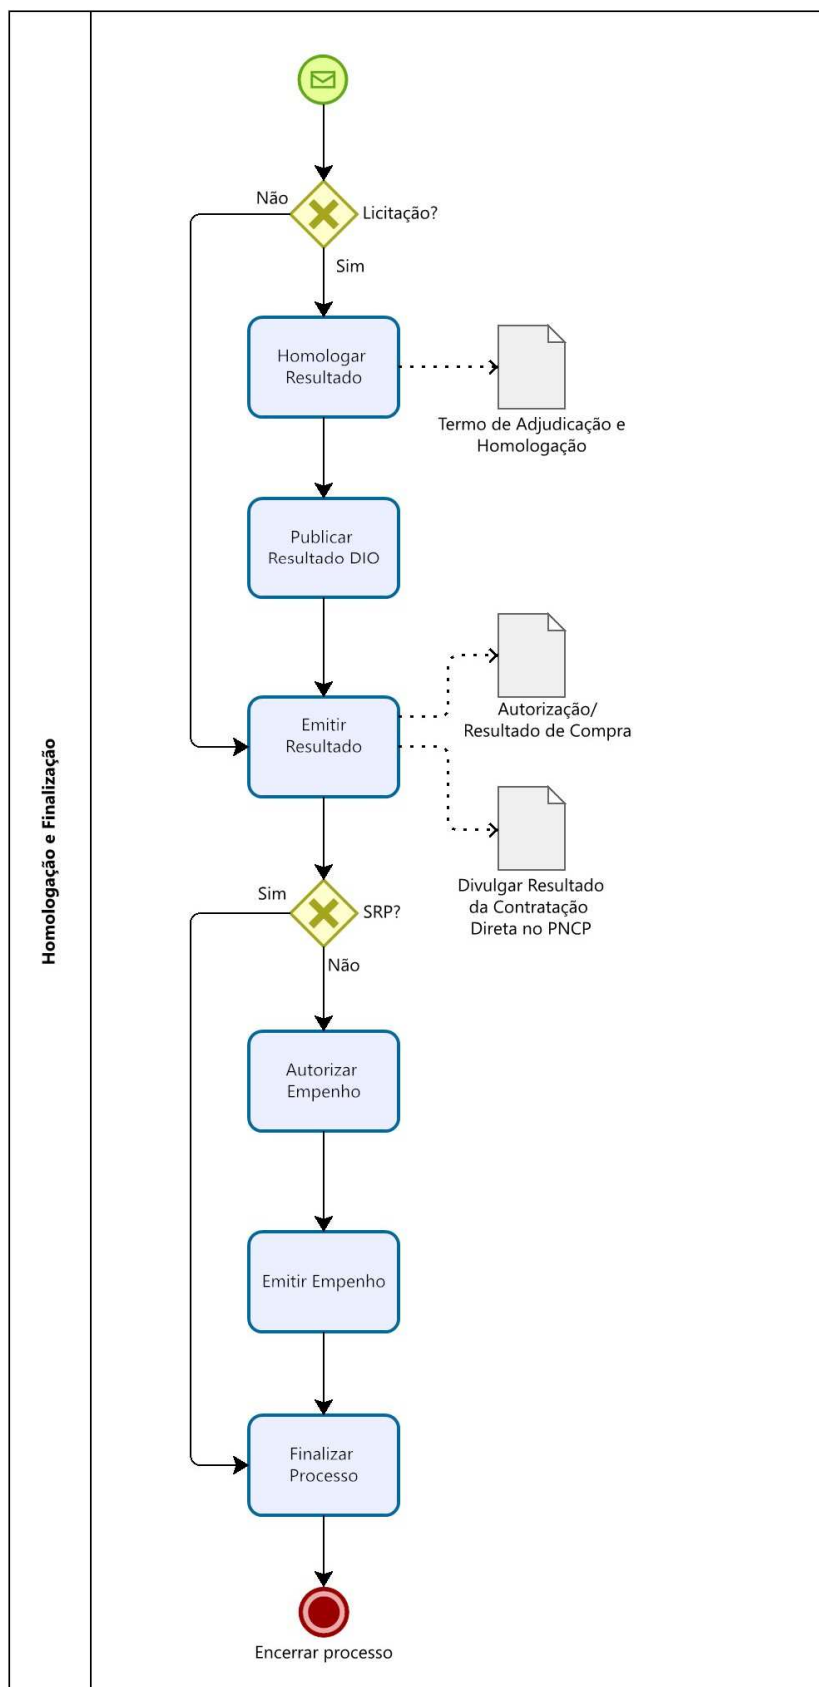 Homologação e Finalização
Não
Licitação?
Sim
Homologar
Resultado
Termo de Adjudicação e
Homologação
Publicar
Resultado DIO
Emitir
Resultado
Autorização/
Resultado de Compra
Divulgar Resultado
da Contratação
Direta no PNCP
Sim
SRP?
Não
Autorizar
Empenho
Emitir Empenho
Finalizar
Processo
Encerrar processo